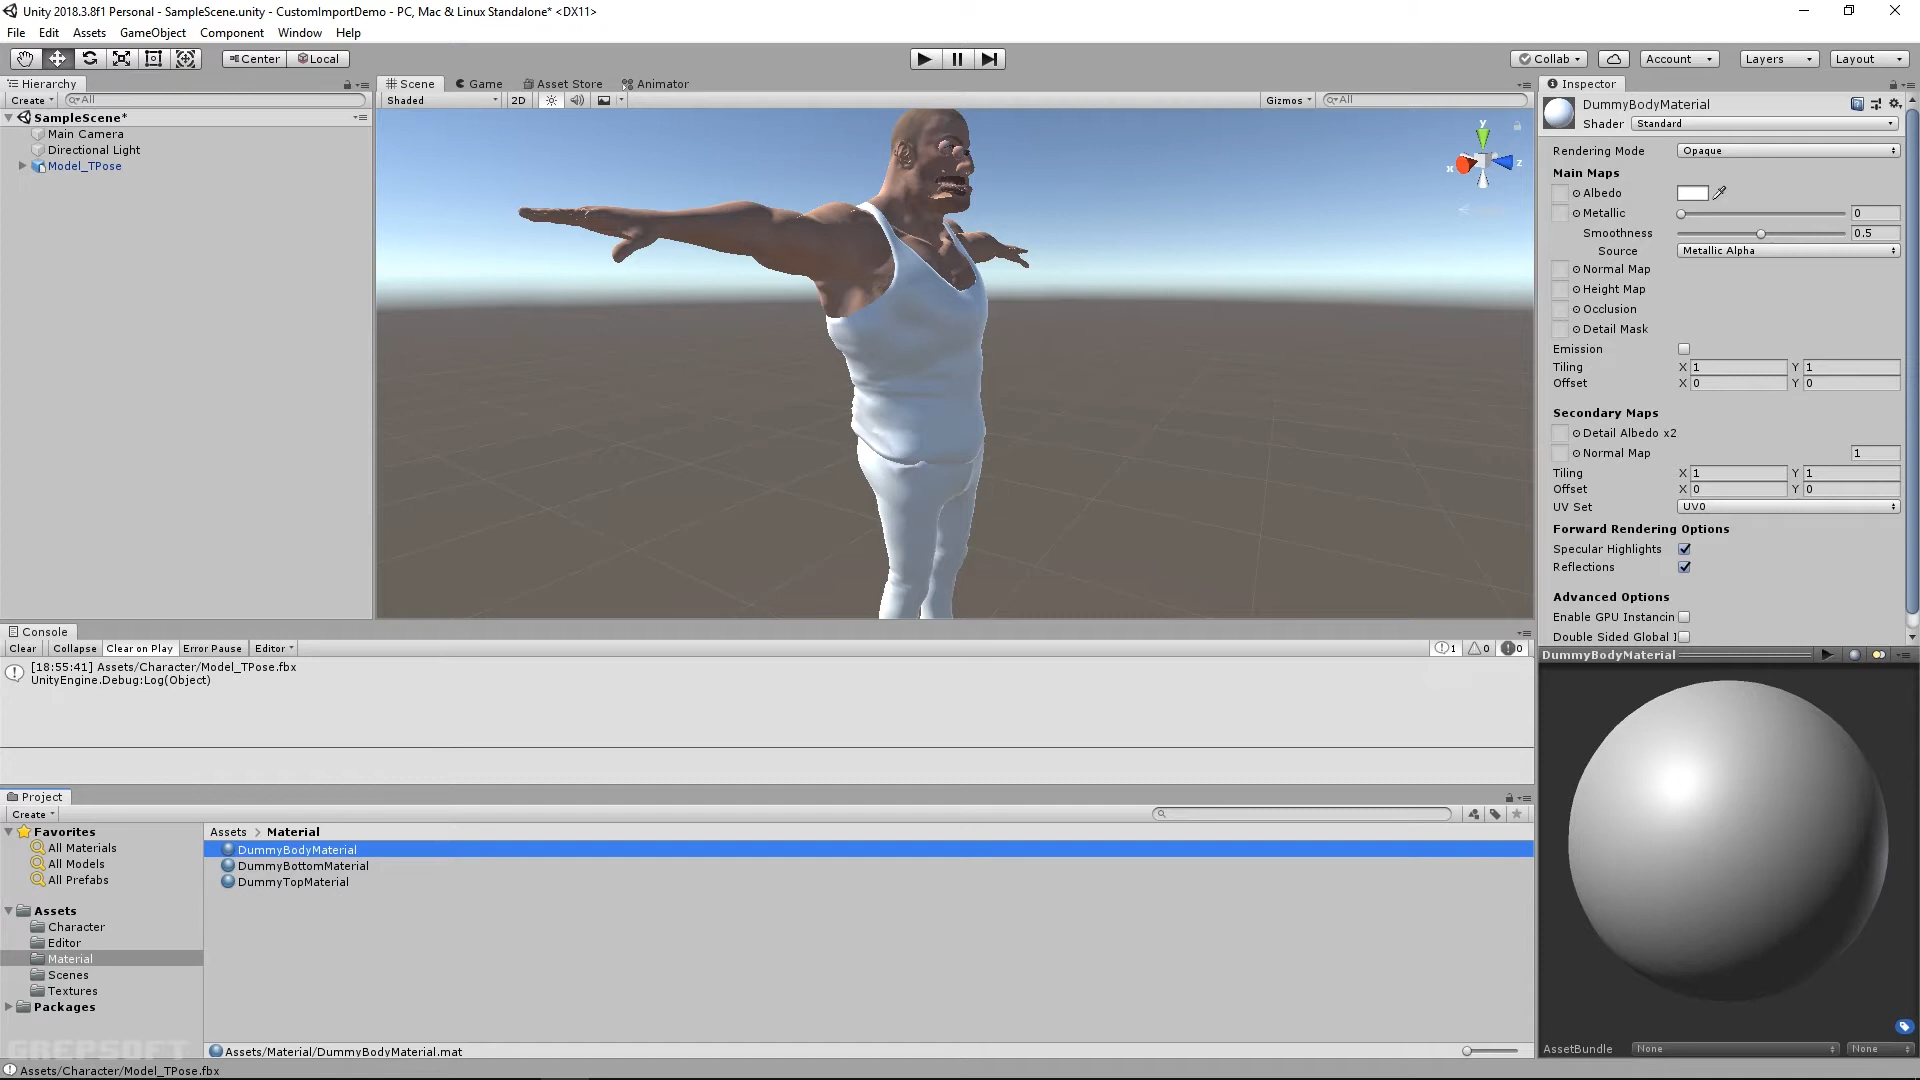 Unity 2018.3.8f1 Personal - SampleScene.unity - CustomImportDemo - PC, Mac & Linux Standalone* <DX11>
File Edit Assets GameObject Component Window Help
Center Local Collab Account Layers Layout
Hierarchy
Create All
SampleScene*
Main Camera
Directional Light
Model_TPose
Scene Game Asset Store Animator
Shaded 2D Gizmos All
y
x
z
Inspector
DummyBodyMaterial
Shader Standard
Rendering Mode Opaque
Main Maps
Albedo
Metallic 0
Smoothness 0.5
Source Metallic Alpha
Normal Map
Height Map
Occlusion
Detail Mask
Emission
Tiling X 1 Y 1
Offset X 0 Y 0
Secondary Maps
Detail Albedo x2
Normal Map 1
Tiling X 1 Y 1
Offset X 0 Y 0
UV Set UV0
Forward Rendering Options
Specular Highlights
Reflections
Advanced Options
Enable GPU Instancin
Double Sided Global I
DummyBodyMaterial
AssetBundle None None
Console
Clear Collapse Clear on Play Error Pause Editor 1 0 0
[18:55:41] Assets/Character/Model_TPose.fbx
UnityEngine.Debug:Log(Object)
Project
Create
Favorites
All Materials
All Models
All Prefabs
Assets
Character
Editor
Material
Scenes
Textures
Packages
Assets > Material
DummyBodyMaterial
DummyBottomMaterial
DummyTopMaterial
GREPSOFT
Assets/Material/DummyBodyMaterial.mat
Assets/Character/Model_TPose.fbx